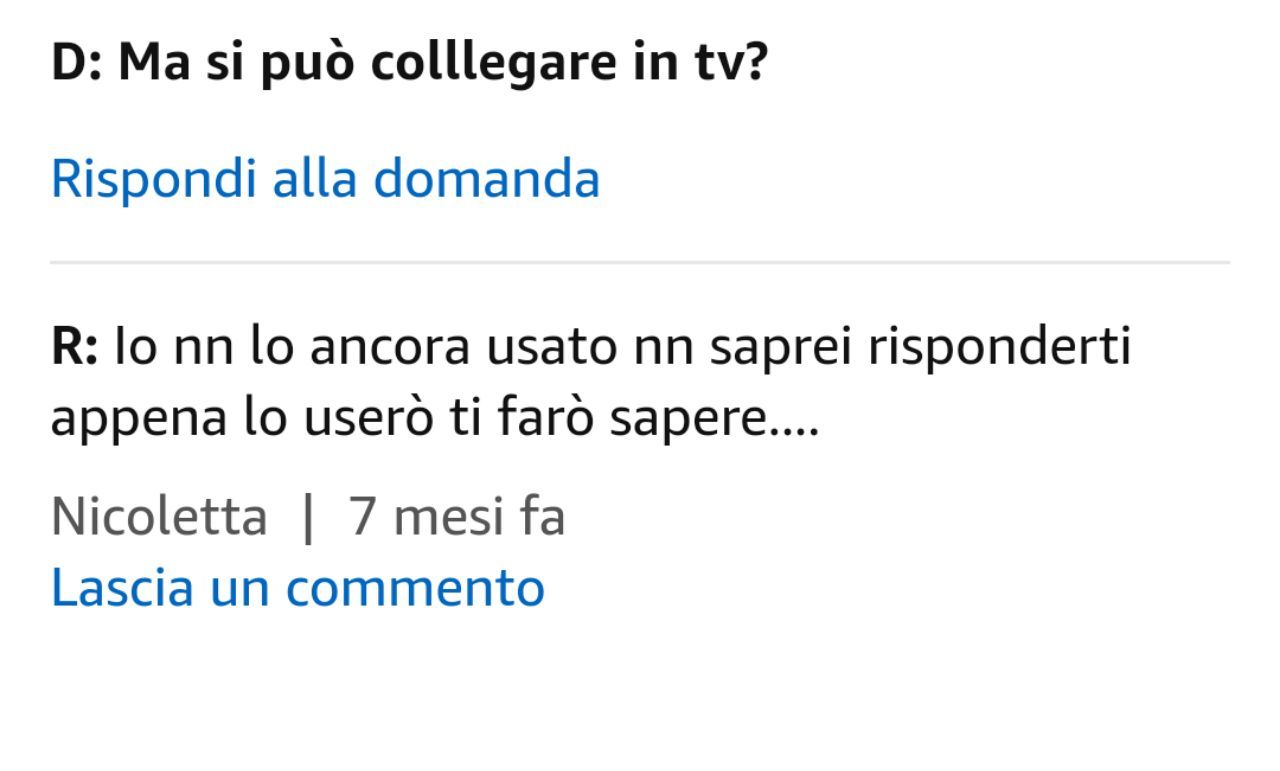 D: Ma si può colllegare in tv?
Rispondi alla domanda
R: Io nn lo ancora usato nn saprei risponderti
appena lo userò ti farò sapere....
Nicoletta | 7 mesi fa
Lascia un commento